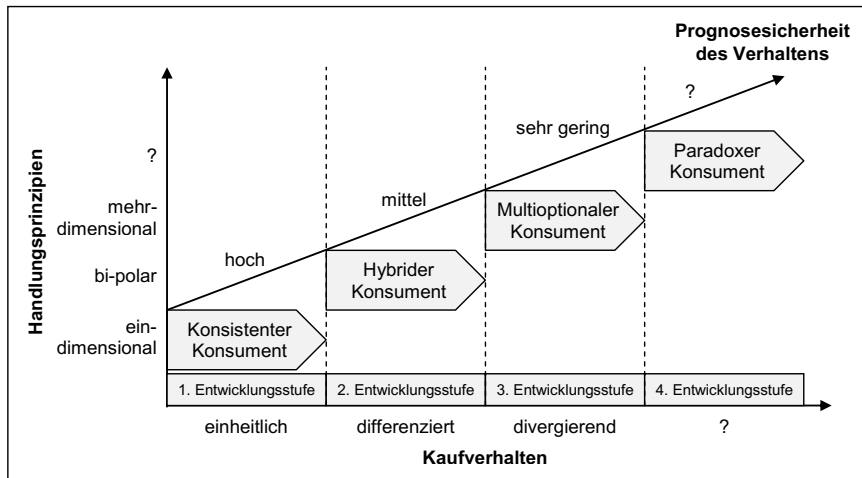 Prognosesicherheit
des Verhaltens
?
sehr gering
mittel
hoch
Handlungsprinzipien
?
mehr-
dimensional
bi-polar
ein-
dimensional
Paradoxer
Konsument
Multioptionaler
Konsument
Hybrider
Konsument
Konsistenter
Konsument
1. Entwicklungsstufe
2. Entwicklungsstufe
3. Entwicklungsstufe
4. Entwicklungsstufe
einheitlich
differenziert
divergierend
?
Kaufverhalten